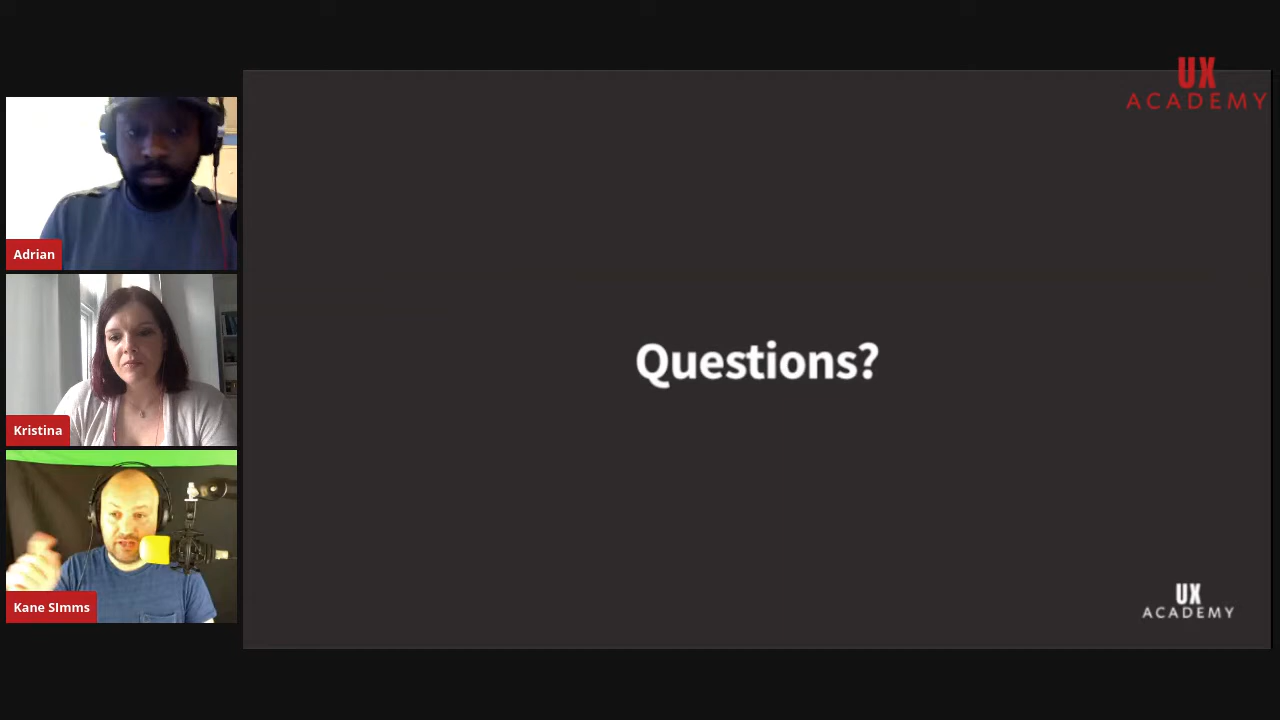 UX
ACADEMY
Adrian
Kristina
Kane SImms
Questions?
UX
ACADEMY